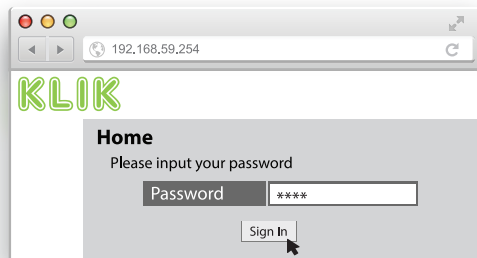 192.168.59.254
KLIK
Home
Please input your password
Password ****
Sign In